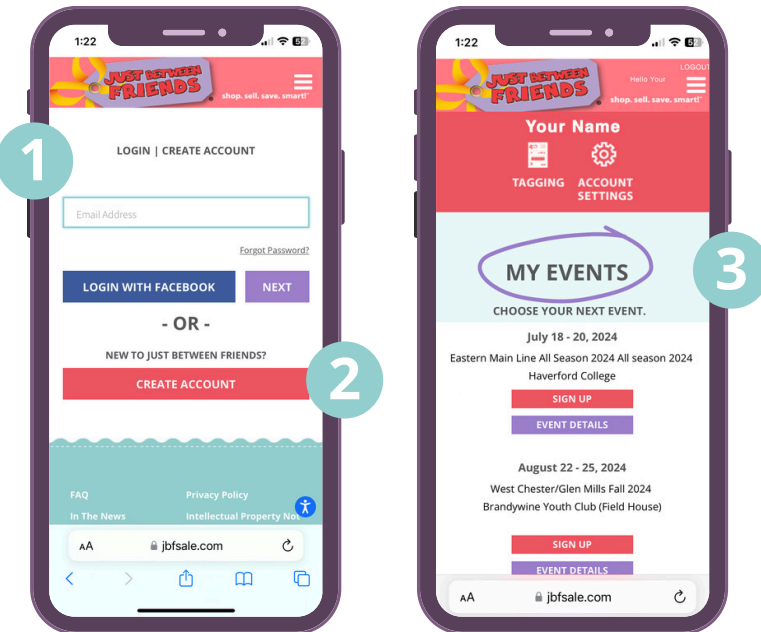 1:22
52
JUST BETWEEN
FRIENDS
shop. sell. save. smart!™
1
LOGIN | CREATE ACCOUNT
Email Address
Forgot Password?
LOGIN WITH FACEBOOK
NEXT
- OR -
NEW TO JUST BETWEEN FRIENDS?
CREATE ACCOUNT
2
FAQ
Privacy Policy
In The News
Intellectual Property Not
AA
jbfsale.com
1:22
52
LOGOUT
JUST BETWEEN
FRIENDS
Hello Your
shop. sell. save. smart!™
Your Name
TAGGING
ACCOUNT
SETTINGS
3
MY EVENTS
CHOOSE YOUR NEXT EVENT.
July 18 - 20, 2024
Eastern Main Line All Season 2024 All season 2024
Haverford College
SIGN UP
EVENT DETAILS
August 22 - 25, 2024
West Chester/Glen Mills Fall 2024
Brandywine Youth Club (Field House)
SIGN UP
EVENT DETAILS
AA
jbfsale.com